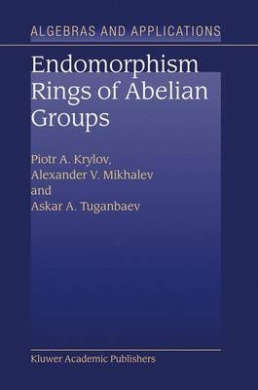 ALGEBRAS AND APPLICATIONS
Endomorphism
Rings of Abelian
Groups
Piotr A. Krylov,
Alexander V. Mikhalev
and
Askar A. Tuganbaev
Kluwer Academic Publishers